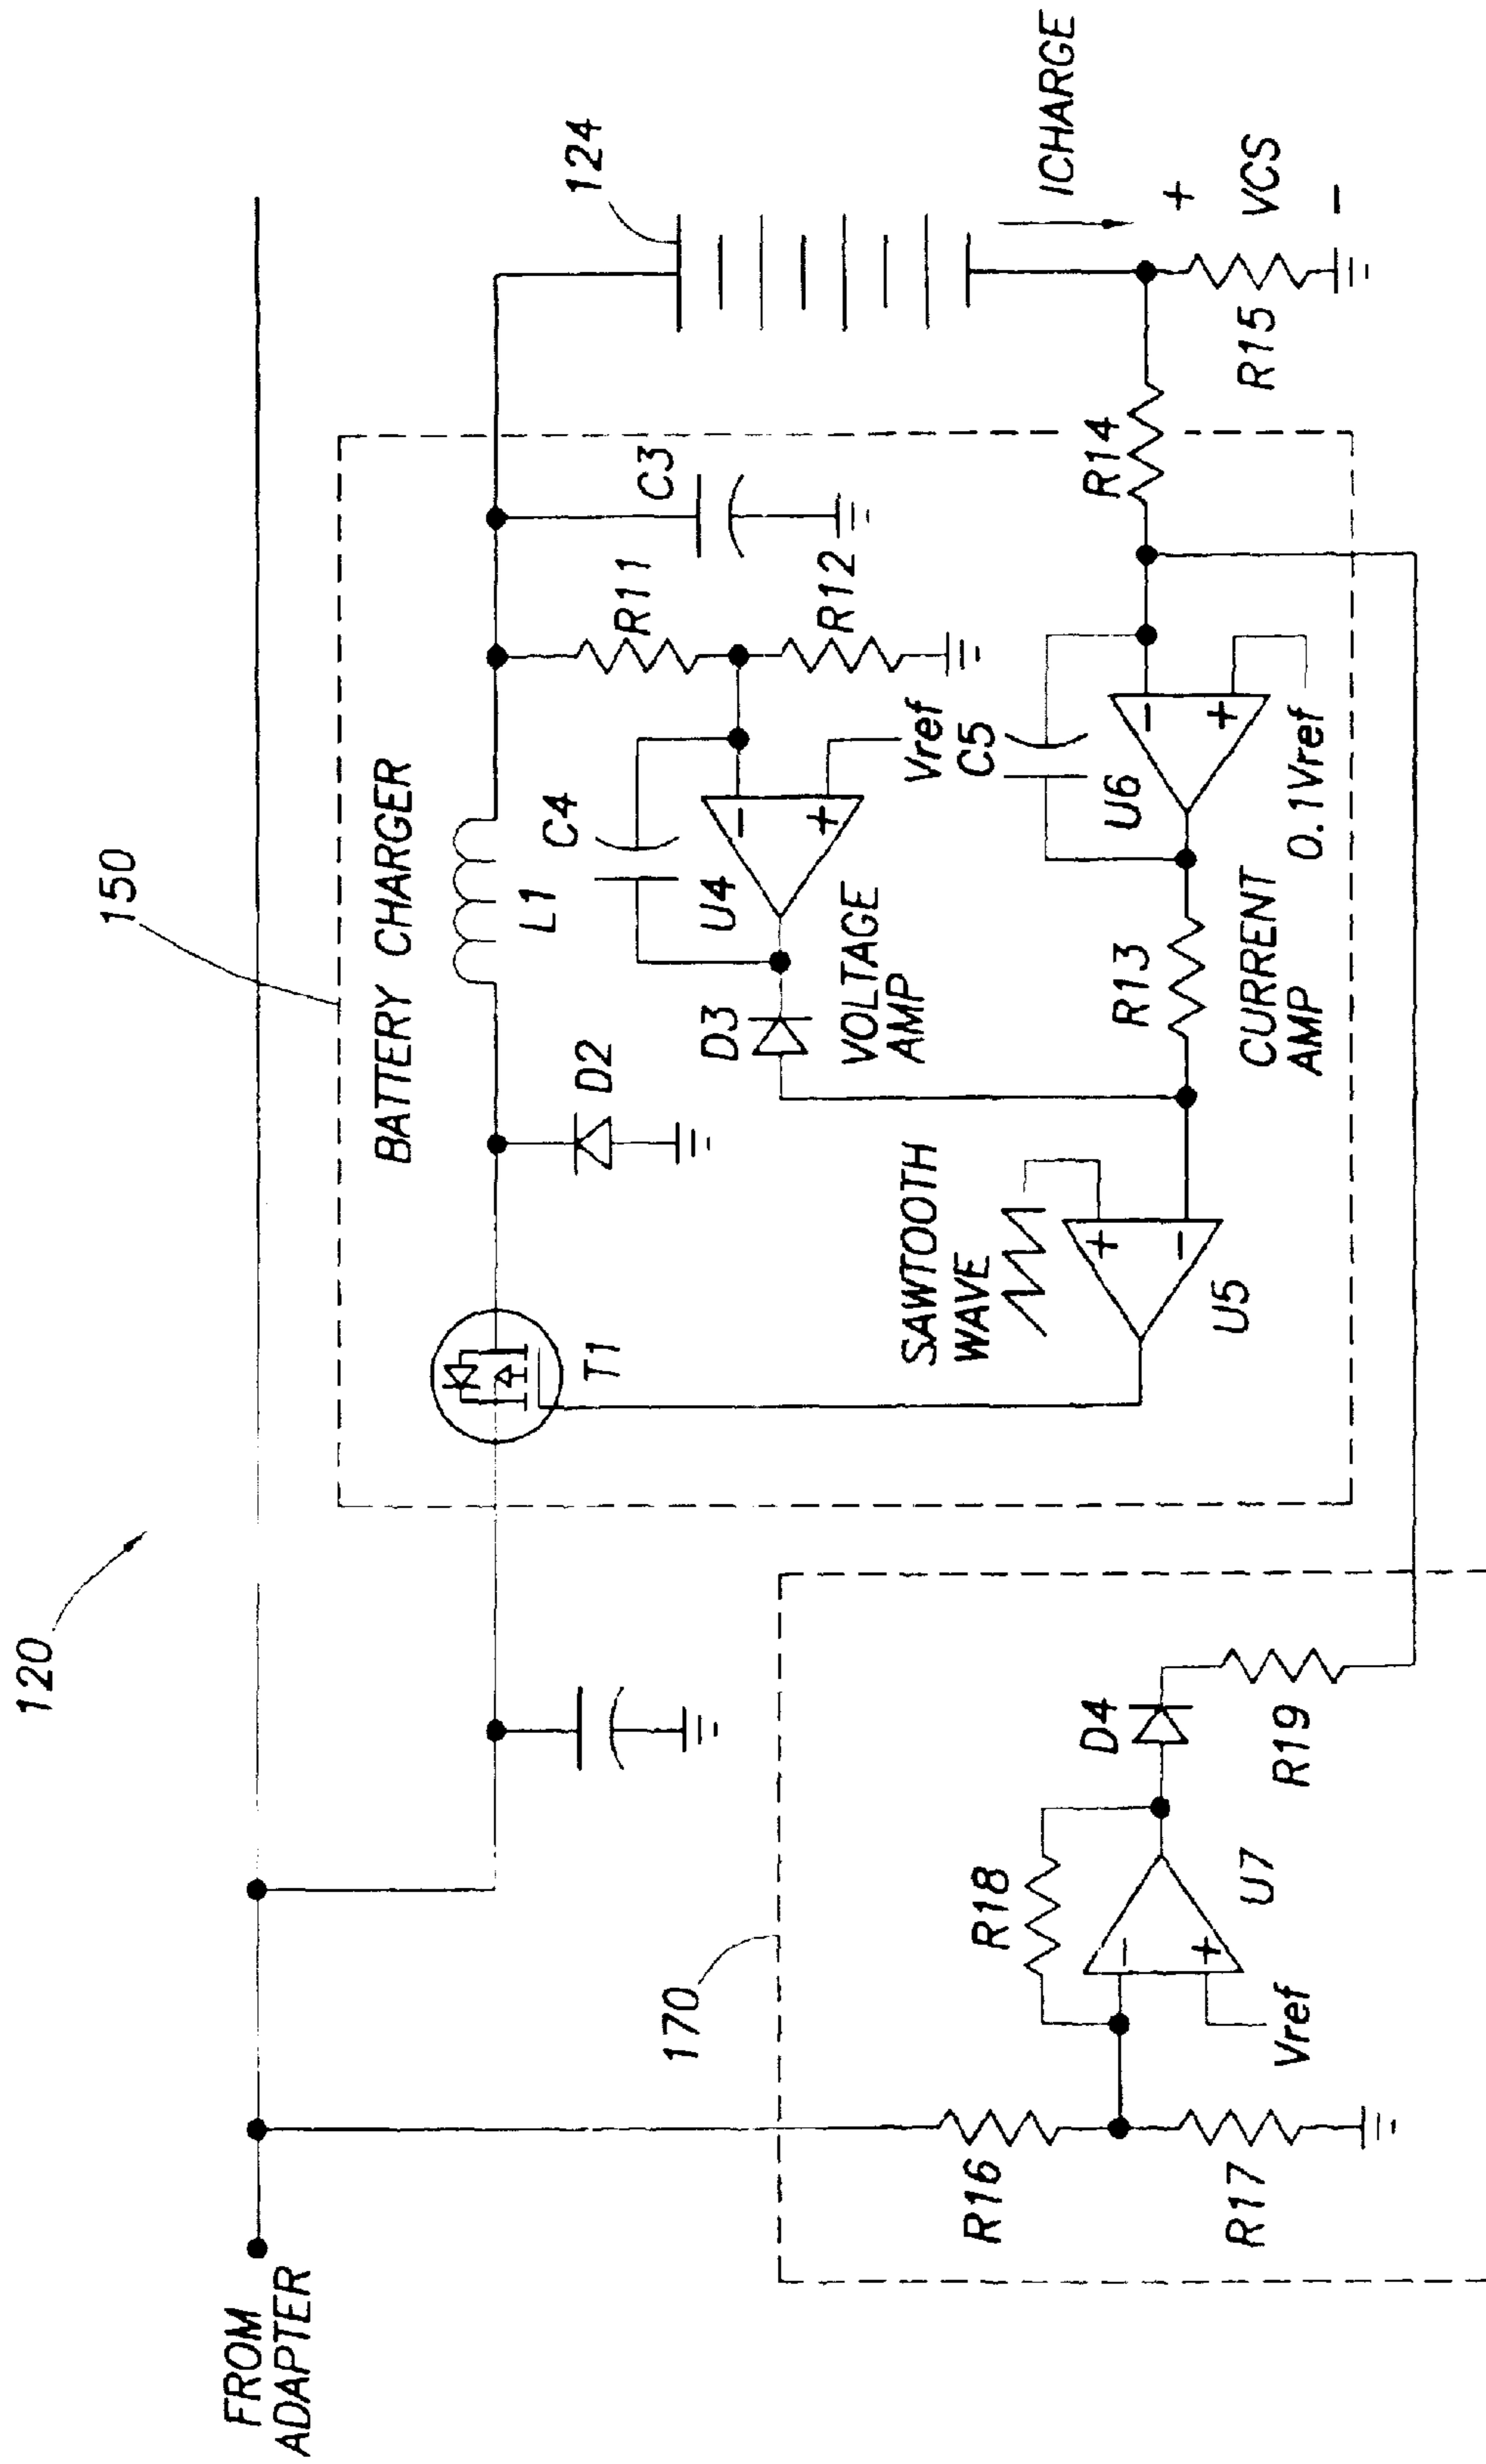 120
150
FROM
ADAPTER
BATTERY CHARGER
124
T1
D2
L1
R11
C3
170
D3
U4
C4
VOLTAGE
AMP
Vref
R12
SAWTOOTH
WAVE
C5
ICHARGE
R16
R18
D4
+
-
U5
R13
U6
-
+
R14
+
VCS
-
R15
CURRENT
AMP
0.1Vref
-
+
-
+
R17
Vref
U7
R19